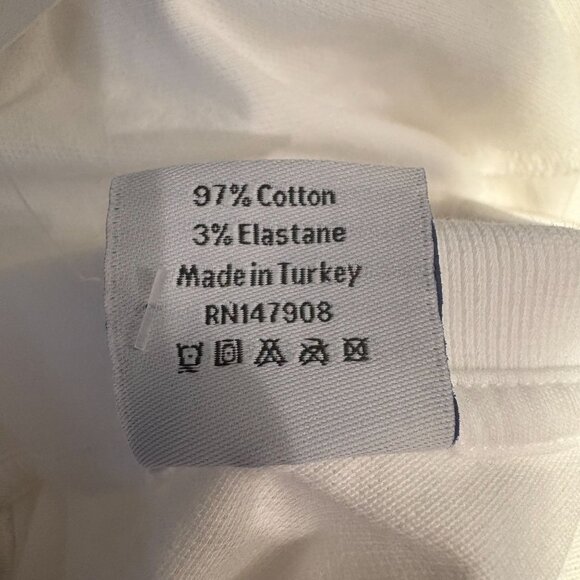 97% Cotton
3% Elastane
Made in Turkey
RN147908